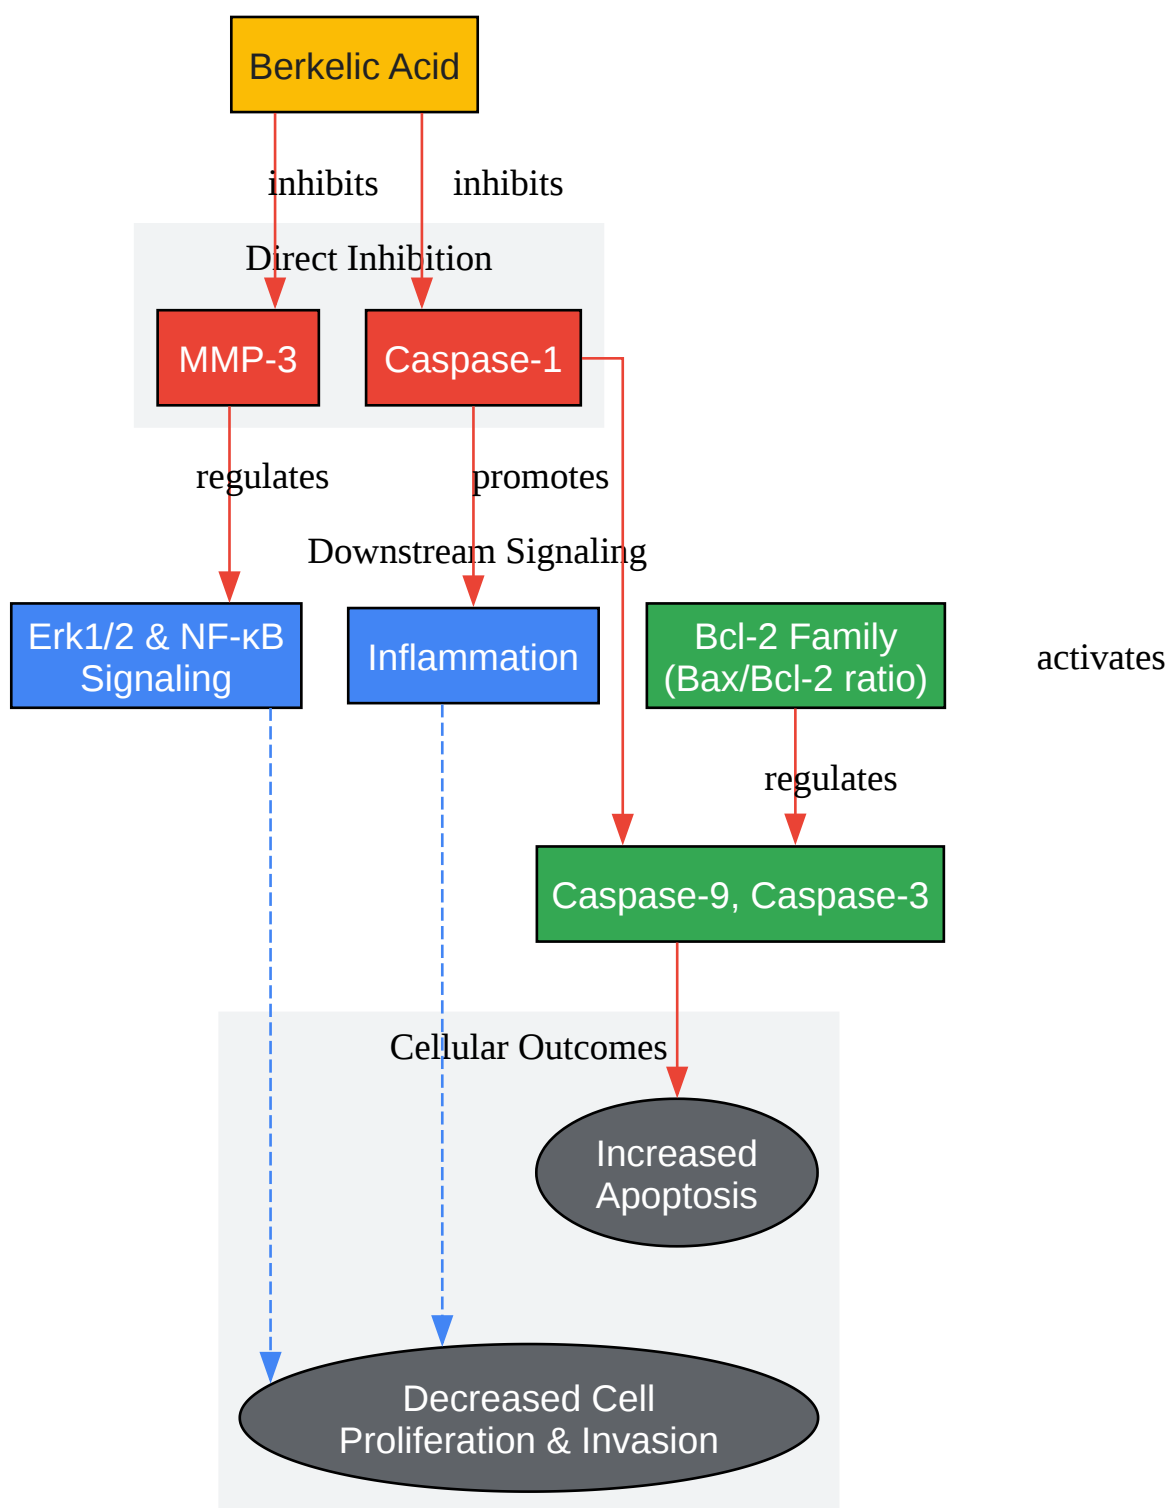 Berkelic Acid
inhibits
inhibits
Direct Inhibition
MMP-3
Caspase-1
regulates
promotes
Downstream Signaling
Erk1/2 & NF-κB
Signaling
Inflammation
Bcl-2 Family
(Bax/Bcl-2 ratio)
activates
regulates
Caspase-9, Caspase-3
Cellular Outcomes
Increased
Apoptosis
Decreased Cell
Proliferation & Invasion